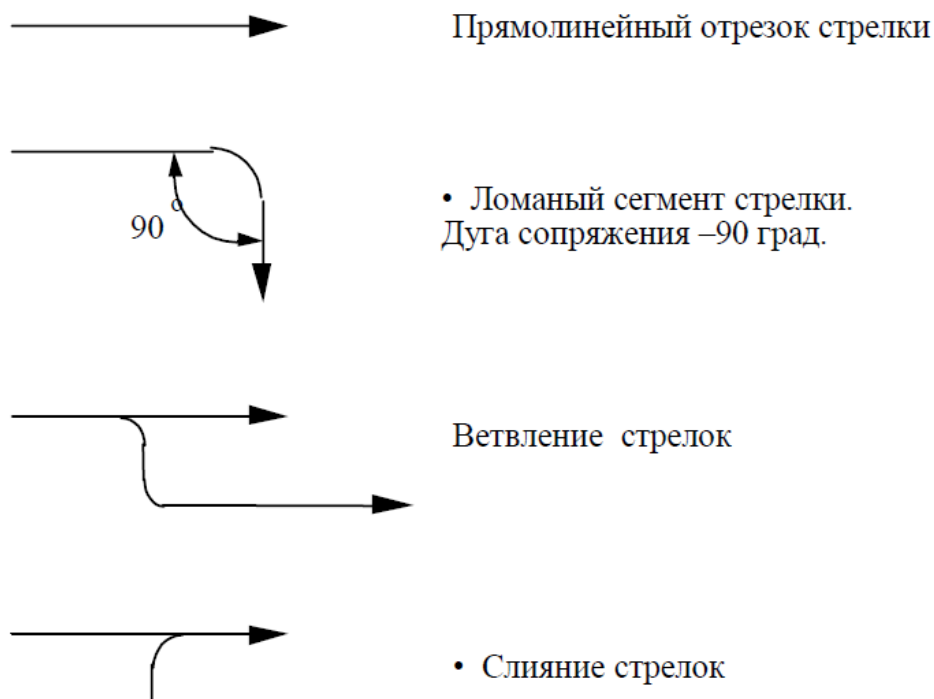 Прямолинейный отрезок стрелки
90 °
• Ломаный сегмент стрелки.
Дуга сопряжения –90 град.
Ветвление стрелок
• Слияние стрелок